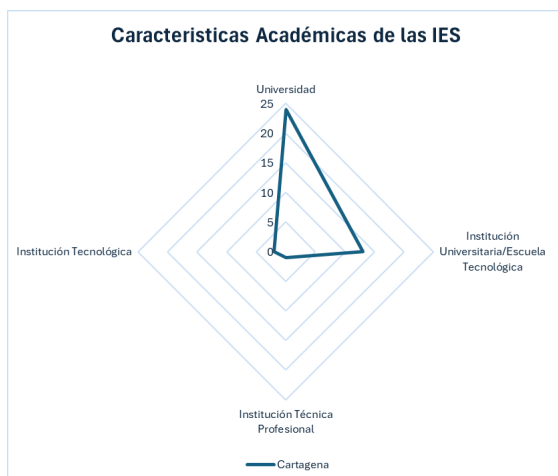 Caracteristicas Académicas de las IES
Universidad
25
20
15
10
5
0
Institución Tecnológica
Institución
Universitaria/Escuela
Tecnológica
Institución Técnica
Profesional
Cartagena